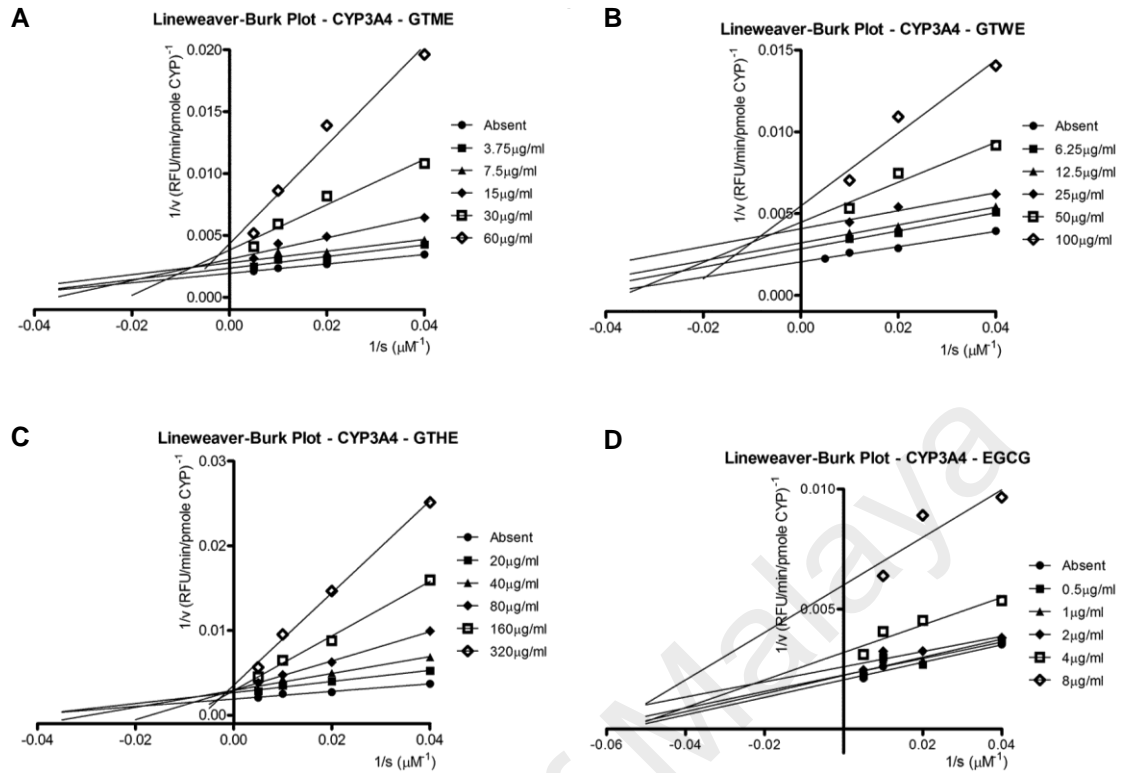 A
Lineweaver-Burk Plot - CYP3A4 - GTME
1/v (RFU/min/pmole CYP)⁻¹
0.020
0.015
0.010
0.005
0.000
-0.04
-0.02
0.00
0.02
0.04
1/s (µM⁻¹)
Absent
3.75µg/ml
7.5µg/ml
15µg/ml
30µg/ml
60µg/ml
B
Lineweaver-Burk Plot - CYP3A4 - GTWE
1/v (RFU/min/pmole CYP)⁻¹
0.015
0.010
0.005
0.000
-0.04
-0.02
0.00
0.02
0.04
1/s (µM⁻¹)
Absent
6.25µg/ml
12.5µg/ml
25µg/ml
50µg/ml
100µg/ml
C
Lineweaver-Burk Plot - CYP3A4 - GTHE
1/v (RFU/min/pmole CYP)⁻¹
0.03
0.02
0.010
0.00
-0.04
-0.02
0.00
0.02
0.04
1/s (µM⁻¹)
Absent
20µg/ml
40µg/ml
80µg/ml
160µg/ml
320µg/ml
D
Lineweaver-Burk Plot - CYP3A4 - EGCG
1/v (RFU/min/pmole CYP)⁻¹
0.010
0.005
-0.06
-0.04
-0.02
0.02
0.04
1/s (µM⁻¹)
Absent
0.5µg/ml
1µg/ml
2µg/ml
4µg/ml
8µg/ml
Malaya